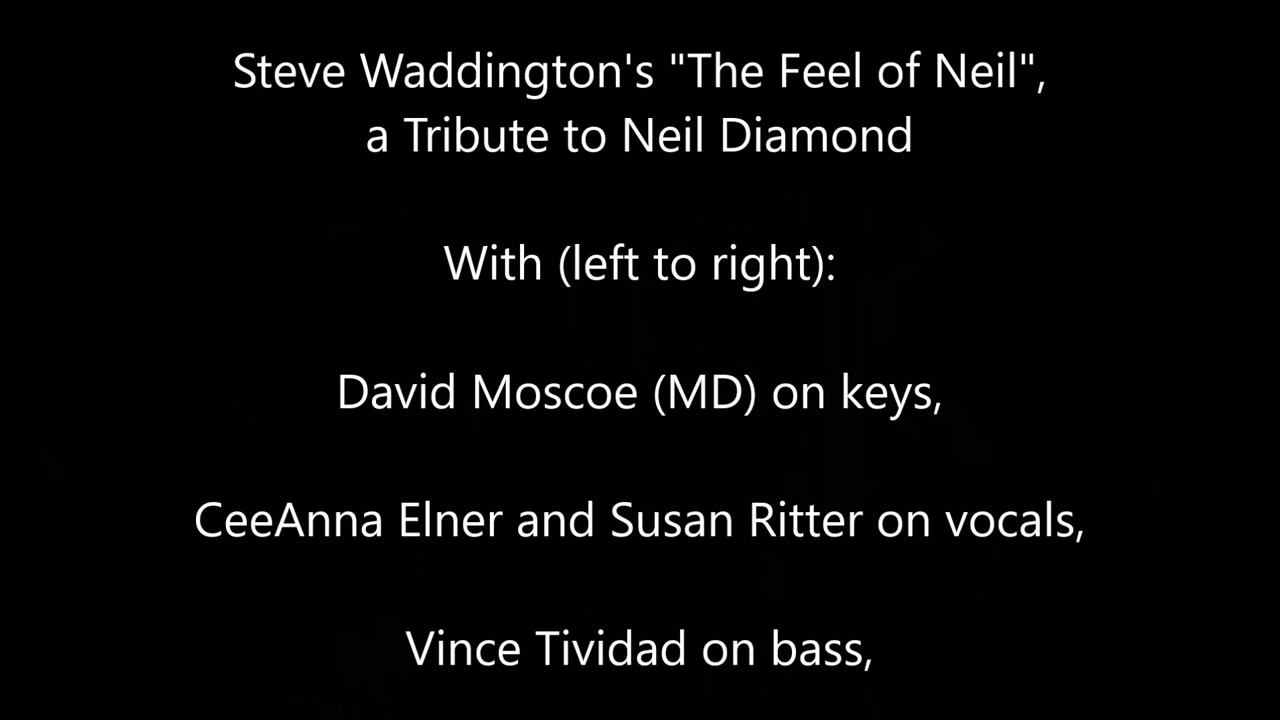 Steve Waddington's "The Feel of Neil",
a Tribute to Neil Diamond
With (left to right):
David Moscoe (MD) on keys,
CeeAnna Elner and Susan Ritter on vocals,
Vince Tividad on bass,